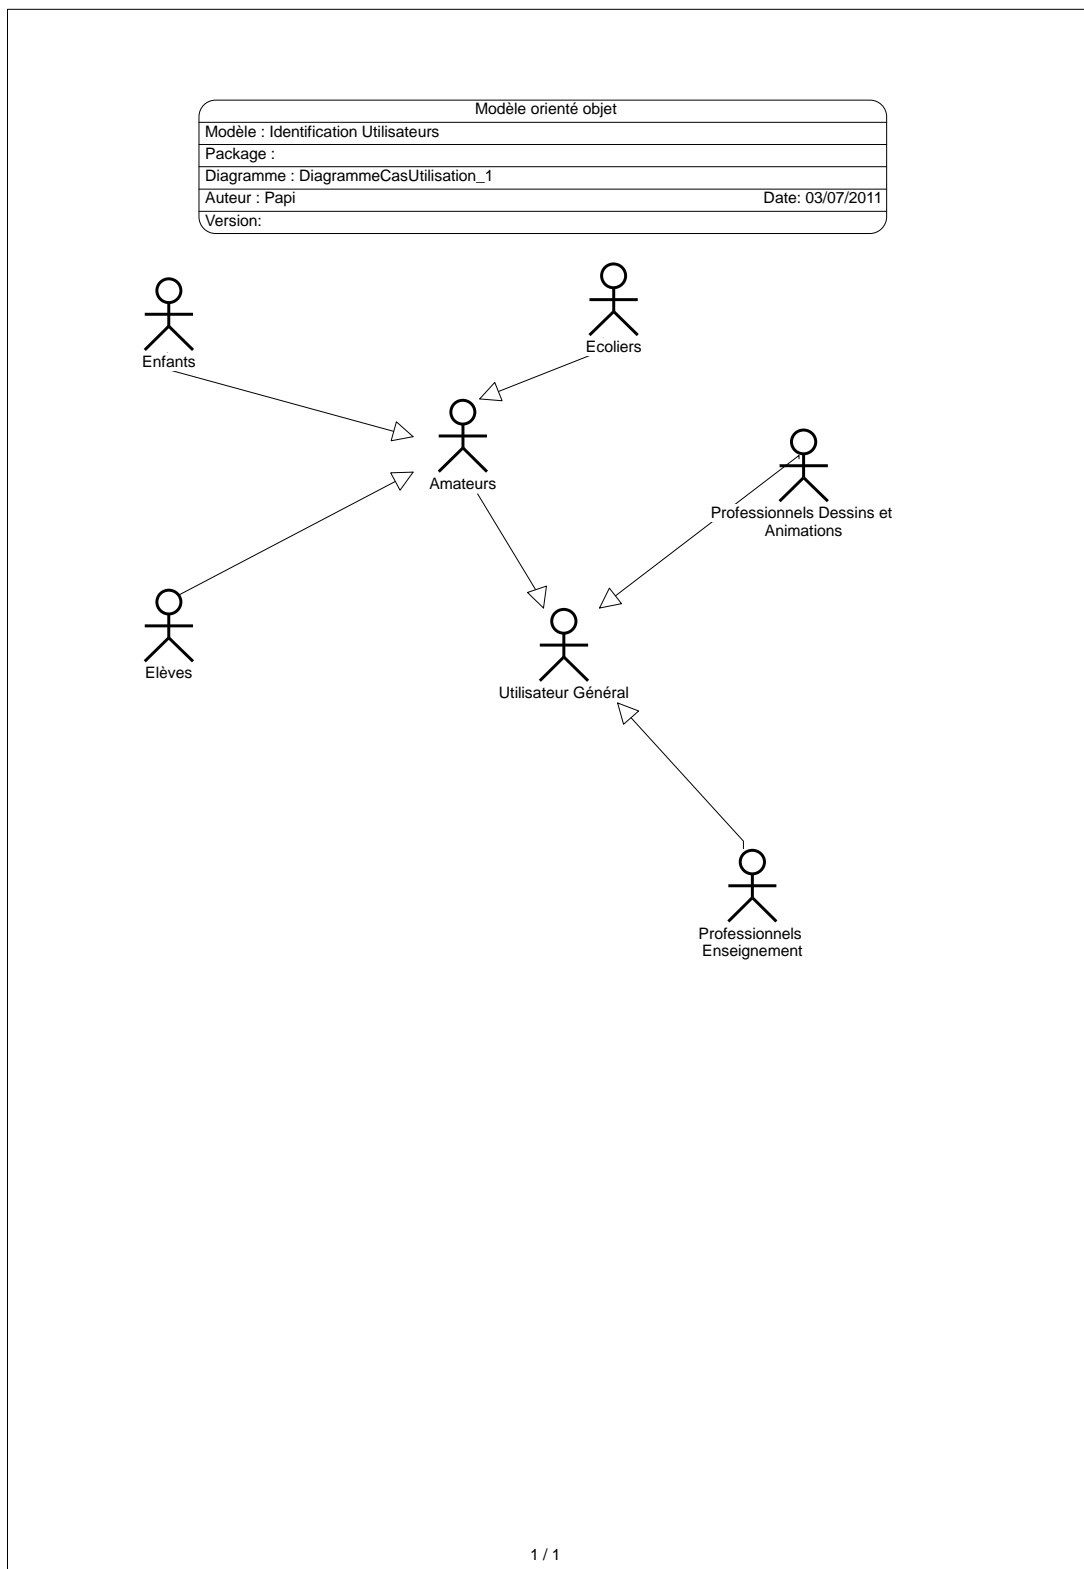 Modèle orienté objet
Modèle : Identification Utilisateurs
Package :
Diagramme : DiagrammeCasUtilisation_1
Auteur : Papi Date: 03/07/2011
Version:
Enfants
Ecoliers
Amateurs
Professionnels Dessins et
Animations
Elèves
Utilisateur Général
Professionnels
Enseignement
1 / 1